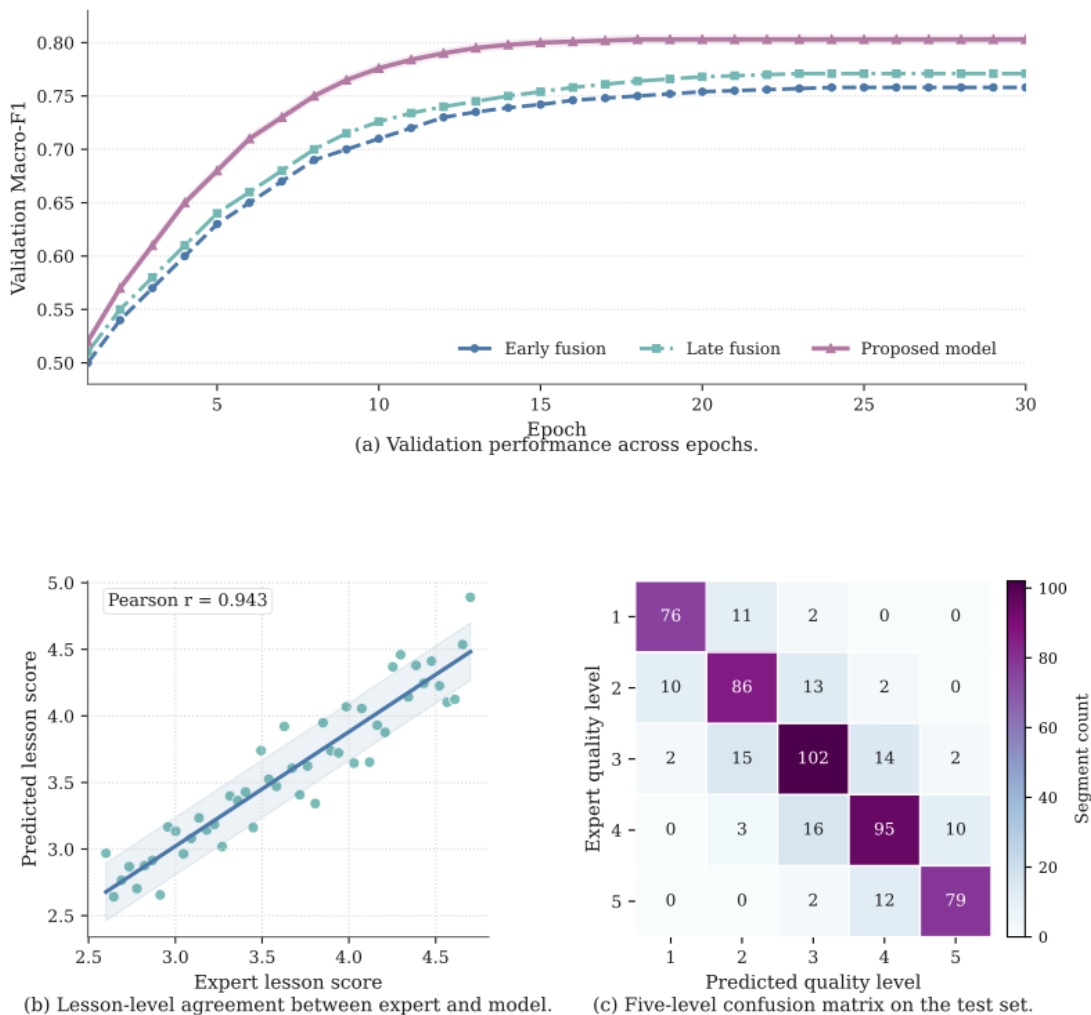 0.80
0.75
0.70
0.65
0.60
0.55
0.50
Validation Macro-F1
Early fusion Late fusion Proposed model
5 10 15 20 25 30
Epoch
(a) Validation performance across epochs.
Pearson r = 0.943
5.0
4.5
4.0
3.5
3.0
2.5
Predicted lesson score
2.5 3.0 3.5 4.0 4.5
Expert lesson score
(b) Lesson-level agreement between expert and model.
Expert quality level
1 76 11 2 0 0
2 10 86 13 2 0
3 2 15 102 14 2
4 0 3 16 95 10
5 0 0 2 12 79
1 2 3 4 5
Predicted quality level
100
80
60
40
20
0
Segment count
(c) Five-level confusion matrix on the test set.